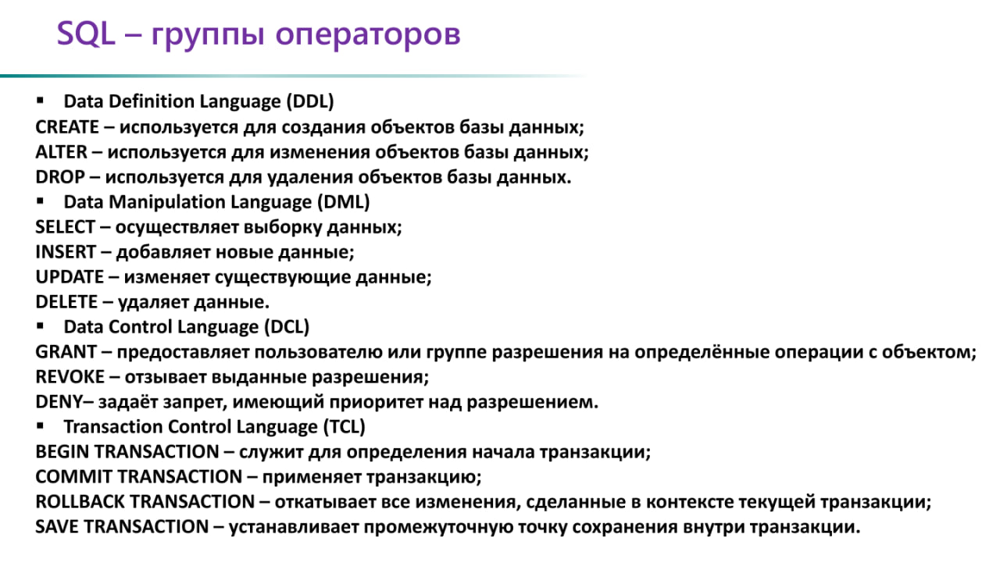 SQL – группы операторов
▪ Data Definition Language (DDL)
CREATE – используется для создания объектов базы данных;
ALTER – используется для изменения объектов базы данных;
DROP – используется для удаления объектов базы данных.
▪ Data Manipulation Language (DML)
SELECT – осуществляет выборку данных;
INSERT – добавляет новые данные;
UPDATE – изменяет существующие данные;
DELETE – удаляет данные.
▪ Data Control Language (DCL)
GRANT – предоставляет пользователю или группе разрешения на определённые операции с объектом;
REVOKE – отзывает выданные разрешения;
DENY– задаёт запрет, имеющий приоритет над разрешением.
▪ Transaction Control Language (TCL)
BEGIN TRANSACTION – служит для определения начала транзакции;
COMMIT TRANSACTION – применяет транзакцию;
ROLLBACK TRANSACTION – откатывает все изменения, сделанные в контексте текущей транзакции;
SAVE TRANSACTION – устанавливает промежуточную точку сохранения внутри транзакции.